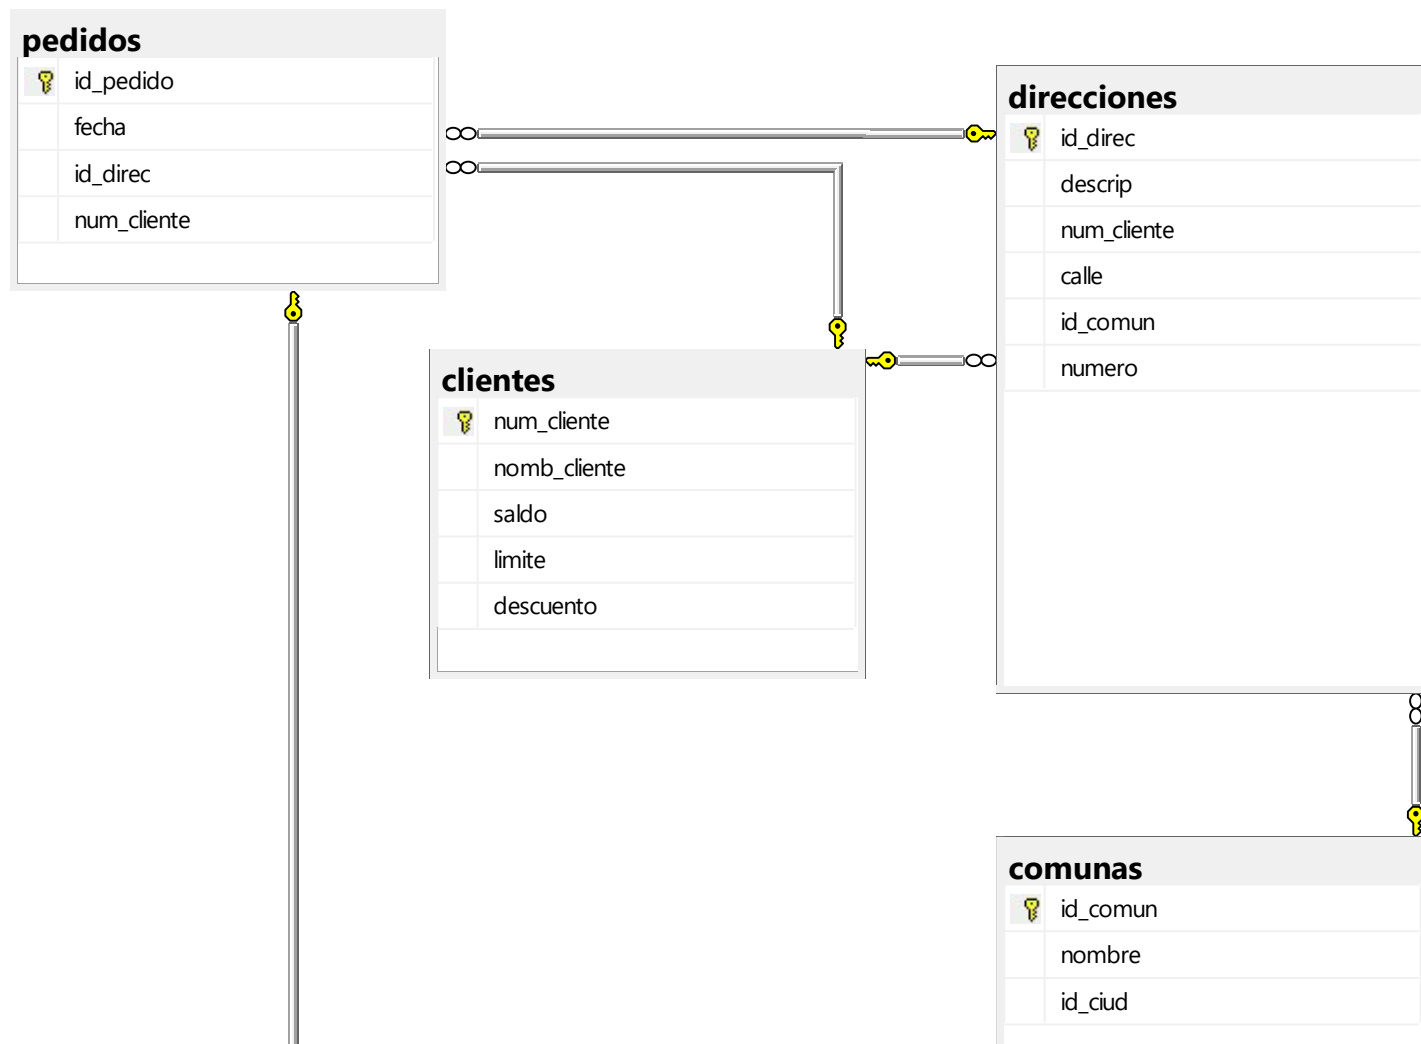 pedidos
id_pedido
fecha
id_direc
num_cliente
direcciones
id_direc
descrip
num_cliente
calle
id_comun
numero
clientes
num_cliente
nomb_cliente
saldo
limite
descuento
comunas
id_comun
nombre
id_ciud